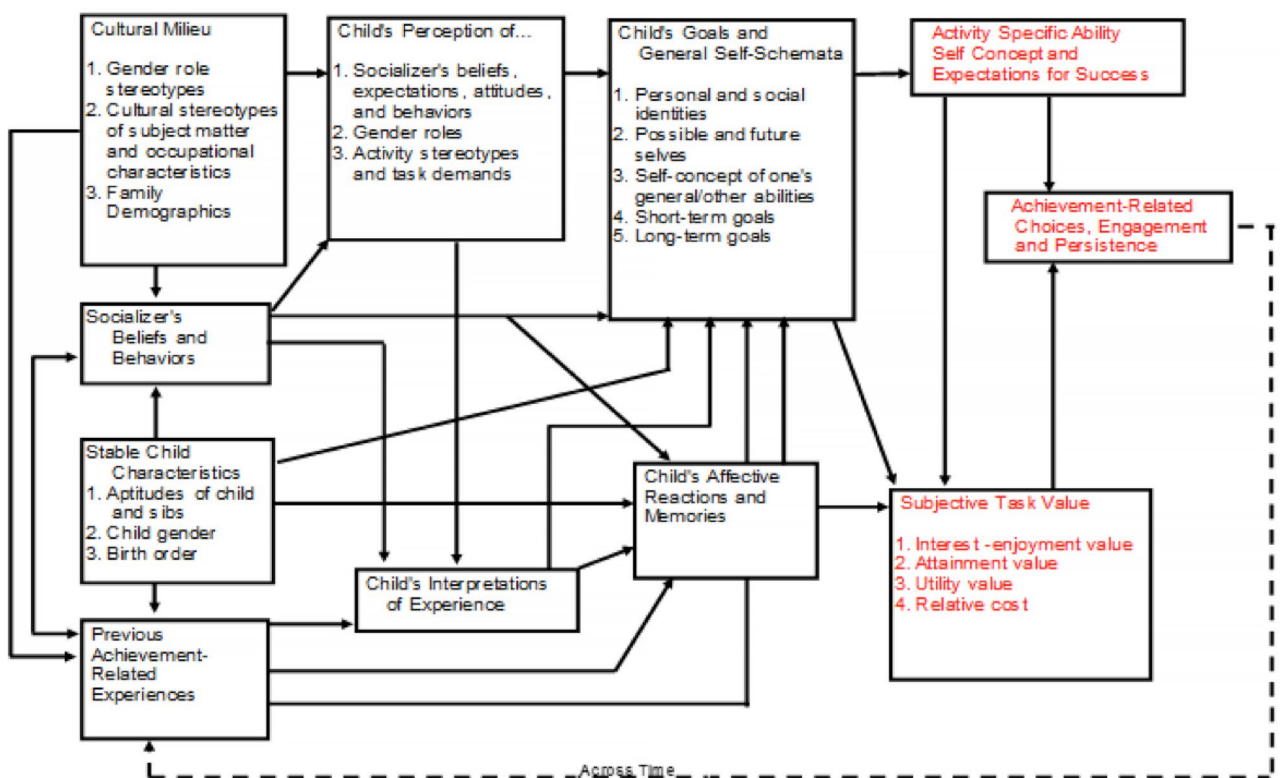 Cultural Milieu
1. Gender role
stereotypes
2. Cultural stereotypes
of subject matter
and occupational
characteristics
3. Family
Demographics
Child's Perception of...
1. Socializer's beliefs,
expectations, attitudes,
and behaviors
2. Gender roles
3. Activity stereotypes
and task demands
Child's Goals and
General Self-Schemata
1. Personal and social
identities
2. Possible and future
selves
3. Self-concept of one's
general/other abilities
4. Short-term goals
5. Long-term goals
Activity Specific Ability
Self Concept and
Expectations for Success
Achievement-Related
Choices, Engagement
and Persistence
Socializer's
Beliefs and
Behaviors
Stable Child
Characteristics
1. Aptitudes of child
and sibs
2. Child gender
3. Birth order
Child's Affective
Reactions and
Memories
Subjective Task Value
1. Interest -enjoyment value
2. Attainment value
3. Utility value
4. Relative cost
Child's Interpretations
of Experience
Previous
Achievement-
Related
Experiences
Across Time